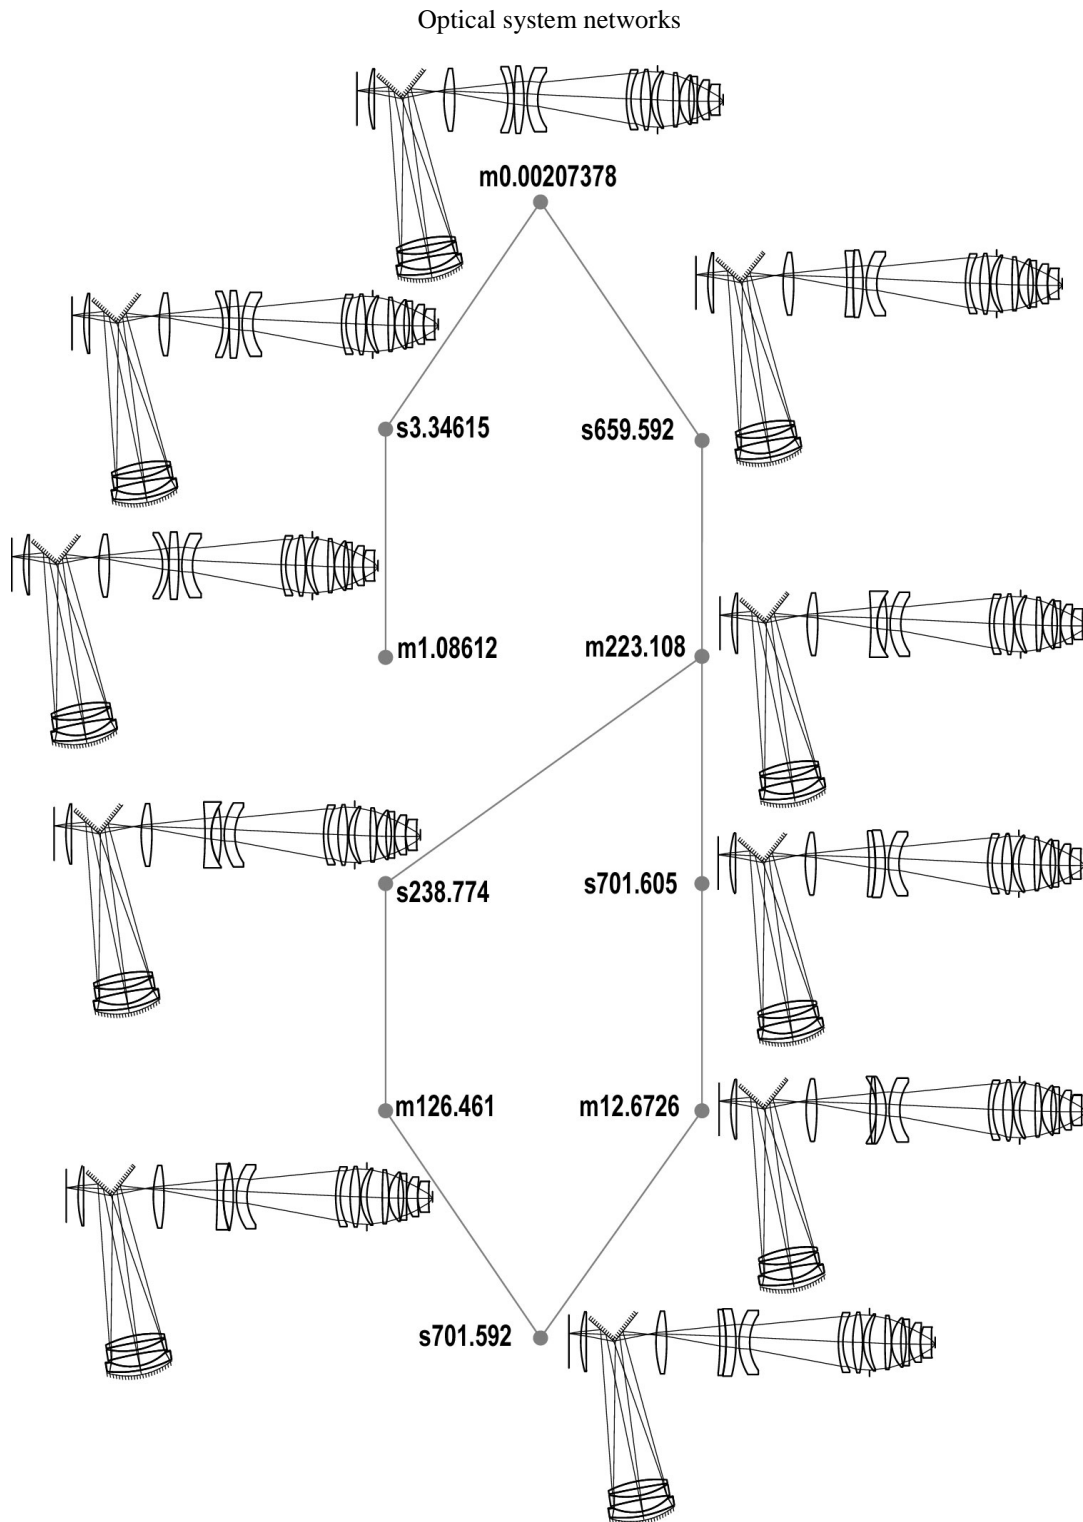 Optical system networks
m0.00207378
s3.34615
s659.592
m1.08612
m223.108
s238.774
s701.605
m126.461
m12.6726
s701.592